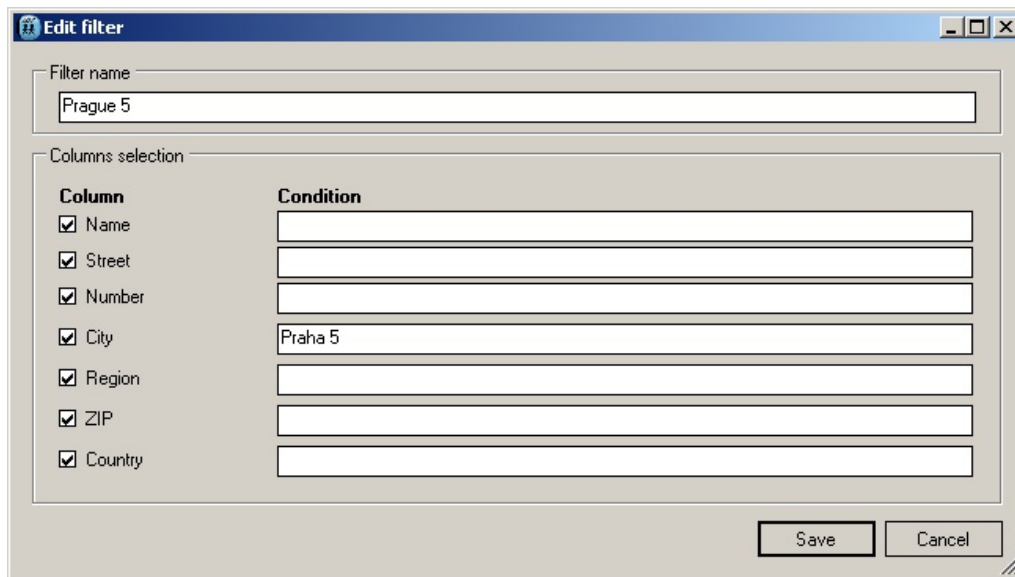 Edit filter
Filter name
Prague 5
Columns selection
Column Condition
Name
Street
Number
City Praha 5
Region
ZIP
Country
Save Cancel